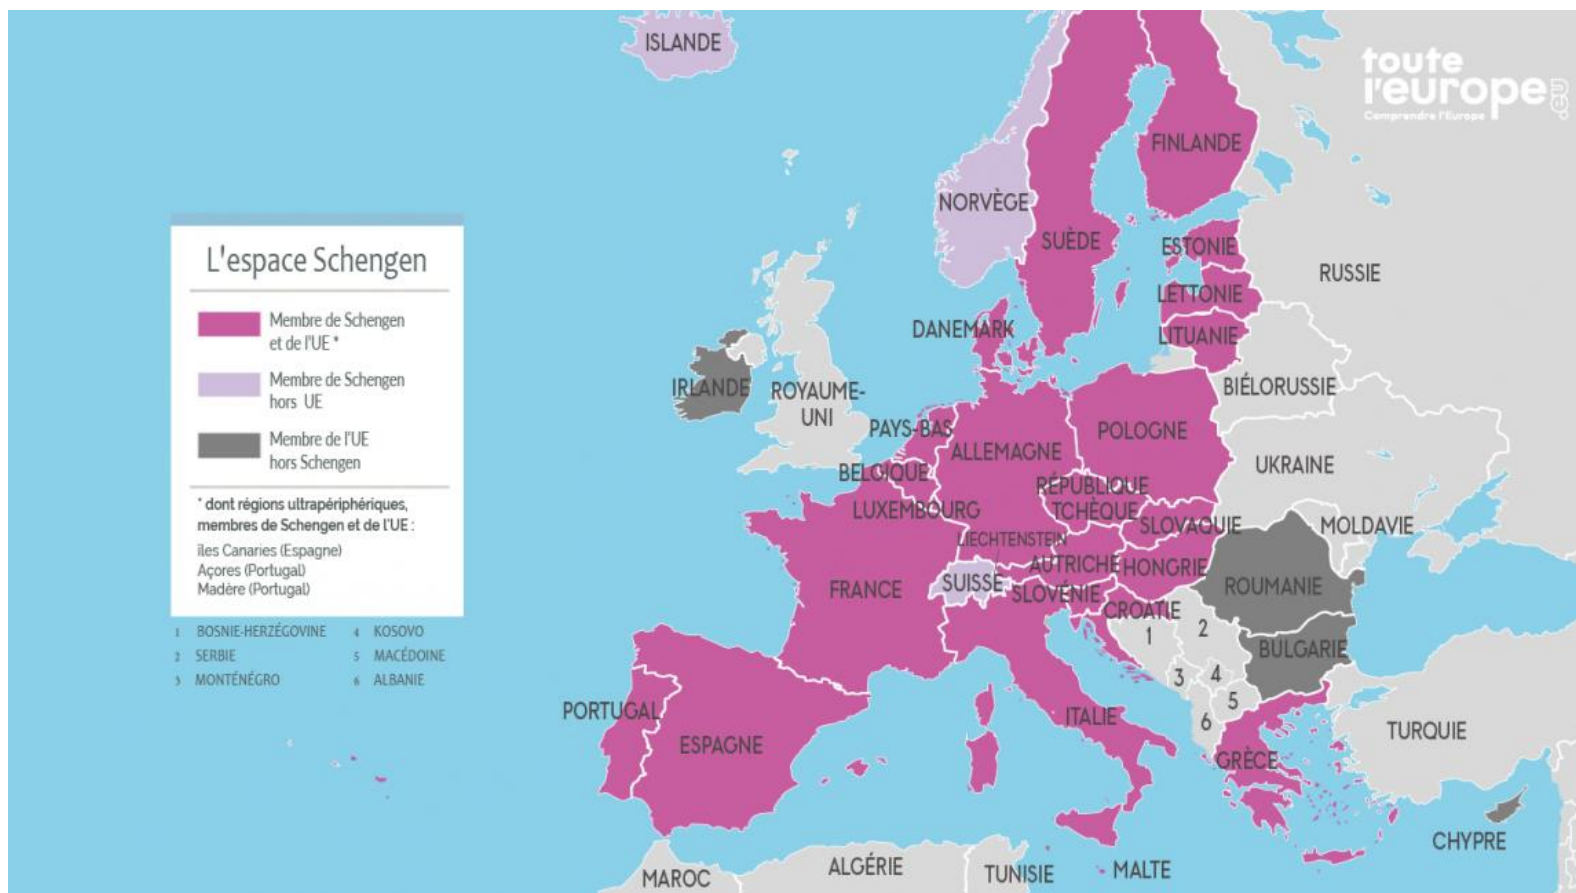 ISLANDE
toute
l'europe.eu
Comprendre l'Europe
FINLANDE
NORVÈGE
SUÈDE
ESTONIE
RUSSIE
LETTONIE
DANEMARK
LITUANIE
IRLANDE
ROYAUME-
UNI
BIÉLORUSSIE
PAYS-BAS
POLOGNE
ALLEMAGNE
BELGIQUE
UKRAINE
RÉPUBLIQUE
TCHÈQUE
LUXEMBOURG
SLOVAQUIE
MOLDAVIE
LIECHTENSTEIN
AUTRICHE
HONGRIE
SUISSE
FRANCE
SLOVÉNIE
ROUMANIE
CROATIE
1
2
BULGARIE
3
4
5
6
PORTUGAL
ESPAGNE
ITALIE
GRÈCE
TURQUIE
CHYPRE
MALTE
MAROC
ALGÉRIE
TUNISIE
L'espace Schengen
Membre de Schengen
et de l'UE *
Membre de Schengen
hors UE
Membre de l'UE
hors Schengen
* dont régions ultrapériphériques,
membres de Schengen et de l'UE :
îles Canaries (Espagne)
Açores (Portugal)
Madère (Portugal)
1 BOSNIE-HERZÉGOVINE 4 KOSOVO
2 SERBIE 5 MACÉDOINE
3 MONTÉNÉGRO 6 ALBANIE